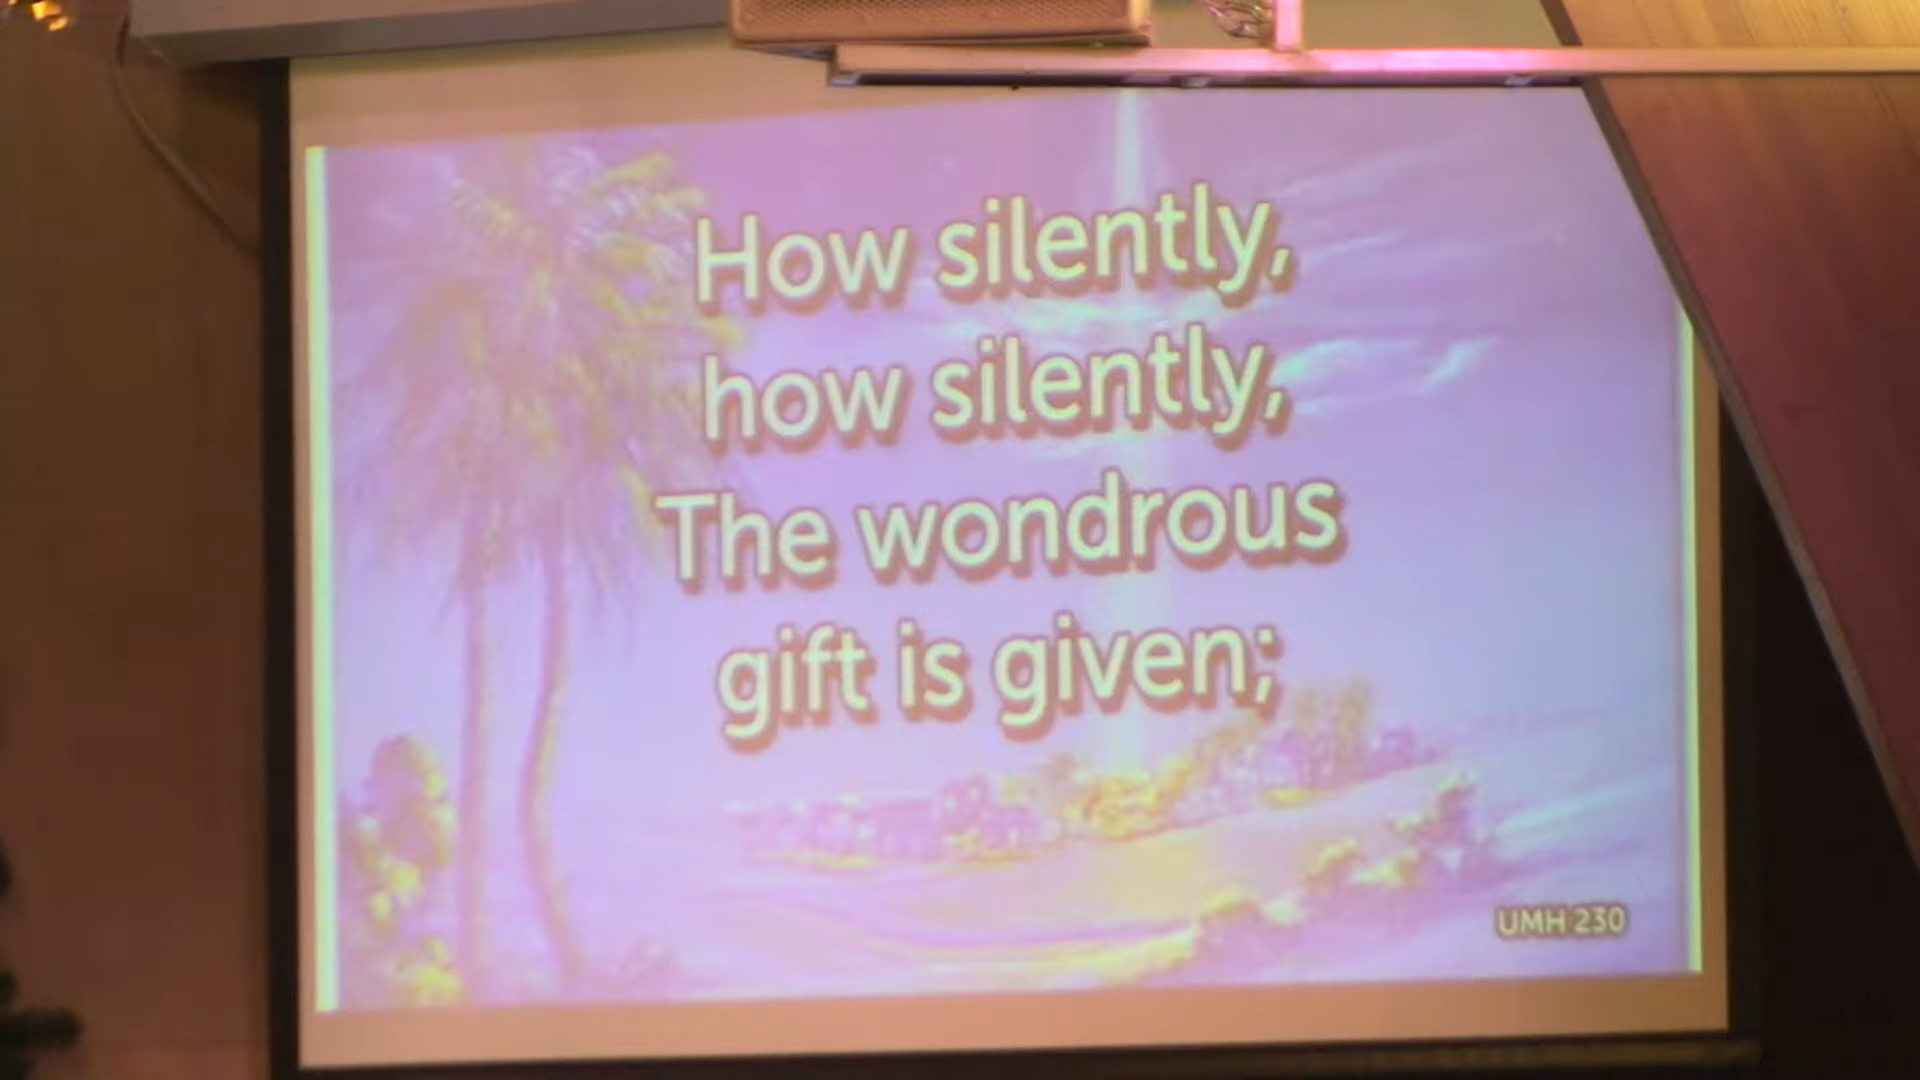 How silently,
how silently,
The wondrous
gift is given;
UMH 230